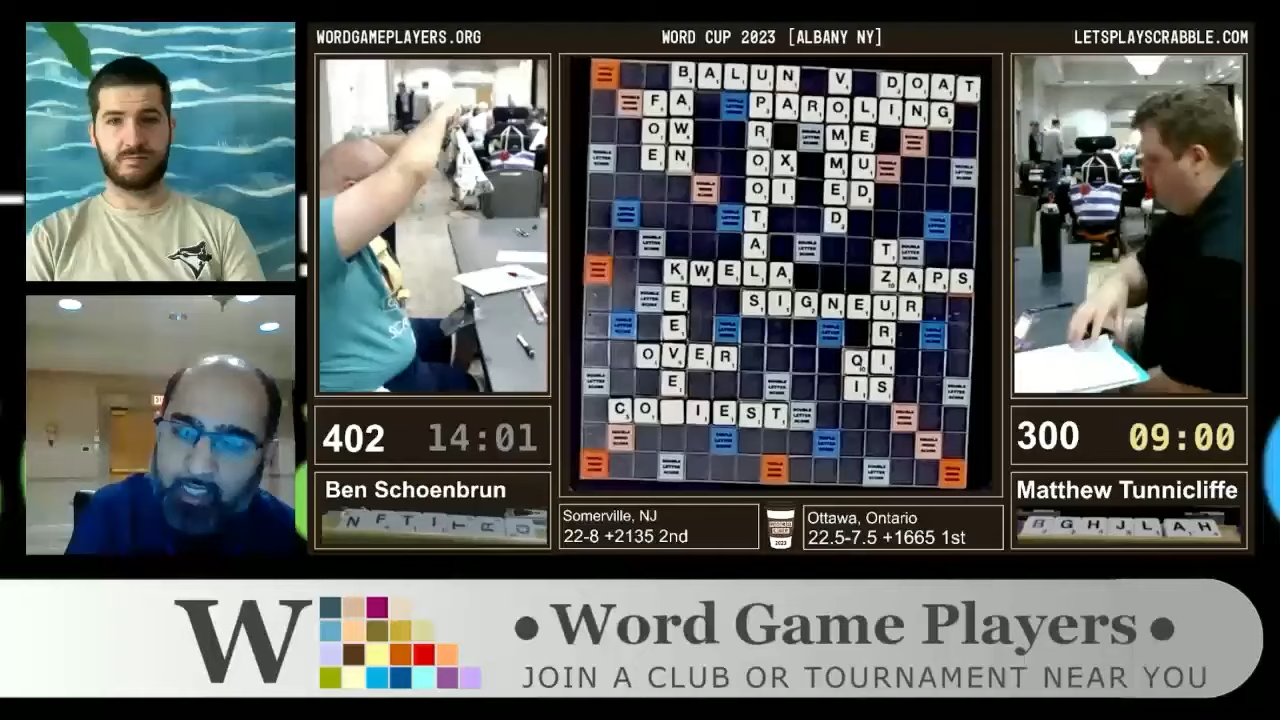 WORDGAMEPLAYERS.ORG
WORD CUP 2023 [ALBANY NY]
LETSPLAYSCRABBLE.COM
BALUN V DOAT
FA PAROLING
OW R ME
EN OX MU
OI ED
T D
A T
KWELA ZAPS
E SIGNEUR
E R
OVER QI
E IS
CO IEST
402 14:01
300 09:00
Ben Schoenbrun
Matthew Tunnicliffe
Somerville, NJ
22-8 +2135 2nd
Ottawa, Ontario
22.5-7.5 +1665 1st
BGHJLAH
W
• Word Game Players •
JOIN A CLUB OR TOURNAMENT NEAR YOU